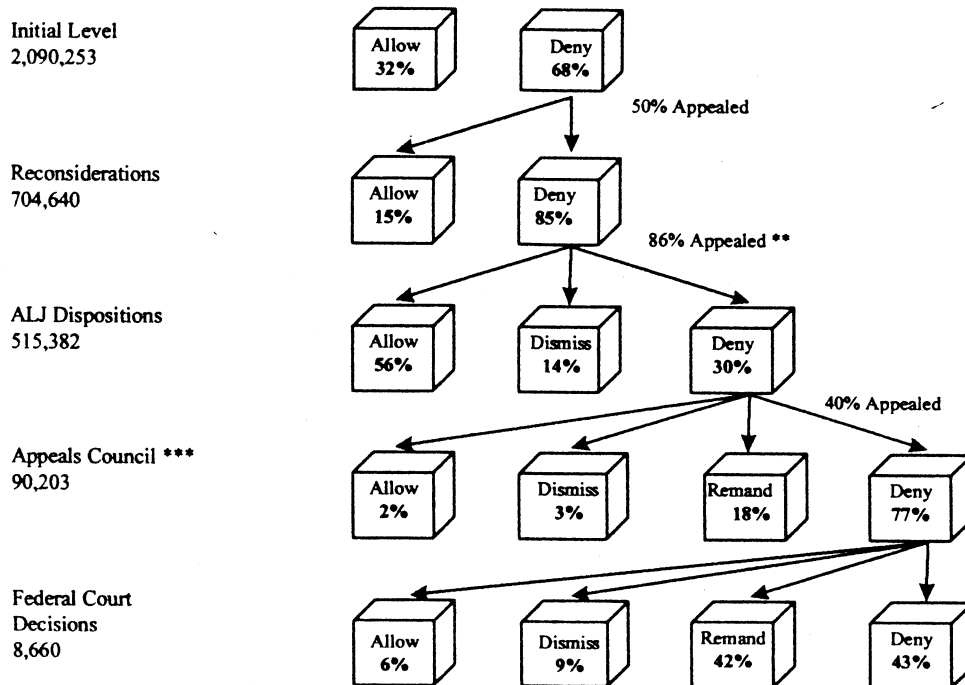 Initial Level
2,090,253
Allow
32%
Deny
68%
50% Appealed
Reconsiderations
704,640
Allow
15%
Deny
85%
86% Appealed **
ALJ Dispositions
515,382
Allow
56%
Dismiss
14%
Deny
30%
40% Appealed
Appeals Council ***
90,203
Allow
2%
Dismiss
3%
Remand
18%
Deny
77%
Federal Court
Decisions
8,660
Allow
6%
Dismiss
9%
Remand
42%
Deny
43%